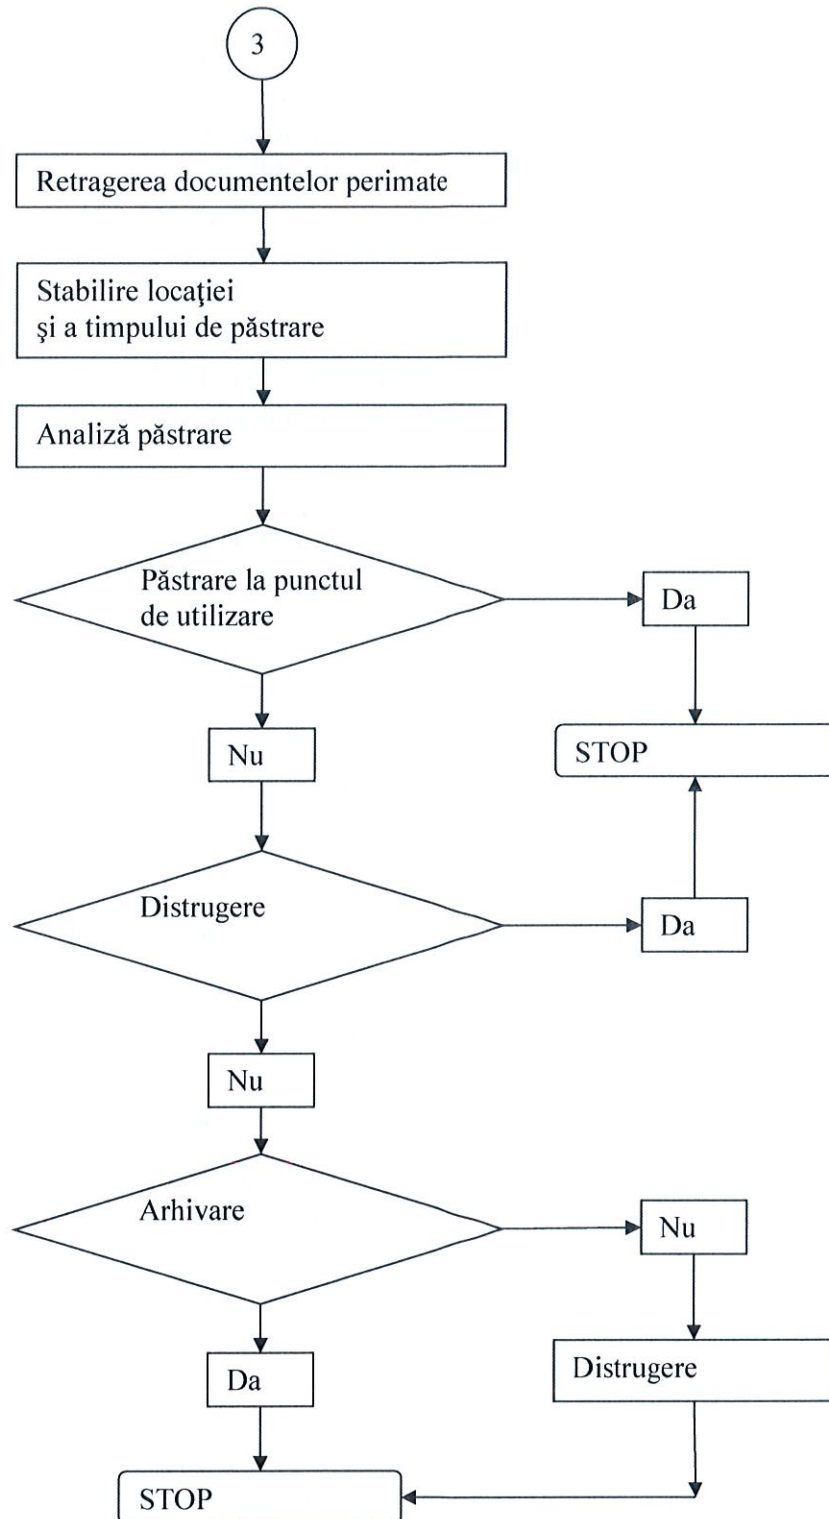 3
Retragerea documentelor perimate
Stabilire locaţiei
şi a timpului de păstrare
Analiză păstrare
Păstrare la punctul
de utilizare
Da
Nu
STOP
Distrugere
Da
Nu
Arhivare
Nu
Da
Distrugere
STOP